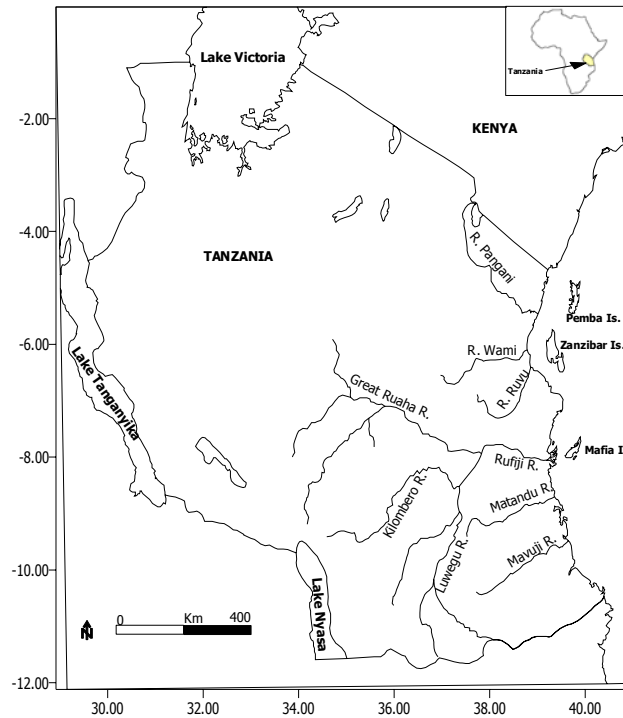 Lake Victoria
Tanzania
-2.00
KENYA
-4.00
TANZANIA
R. Pangani
Pemba Is.
-6.00
R. Wami
Zanzibar Is.
Lake Tanganyika
Great Ruaha R.
R. Ruvu
-8.00
Rufiji R.
Mafia I
Kilombero R.
Matandu R.
-10.00
Luwegu R.
Mavuji R.
Lake Nyasa
N
0 Km 400
-12.00
30.00 32.00 34.00 36.00 38.00 40.00